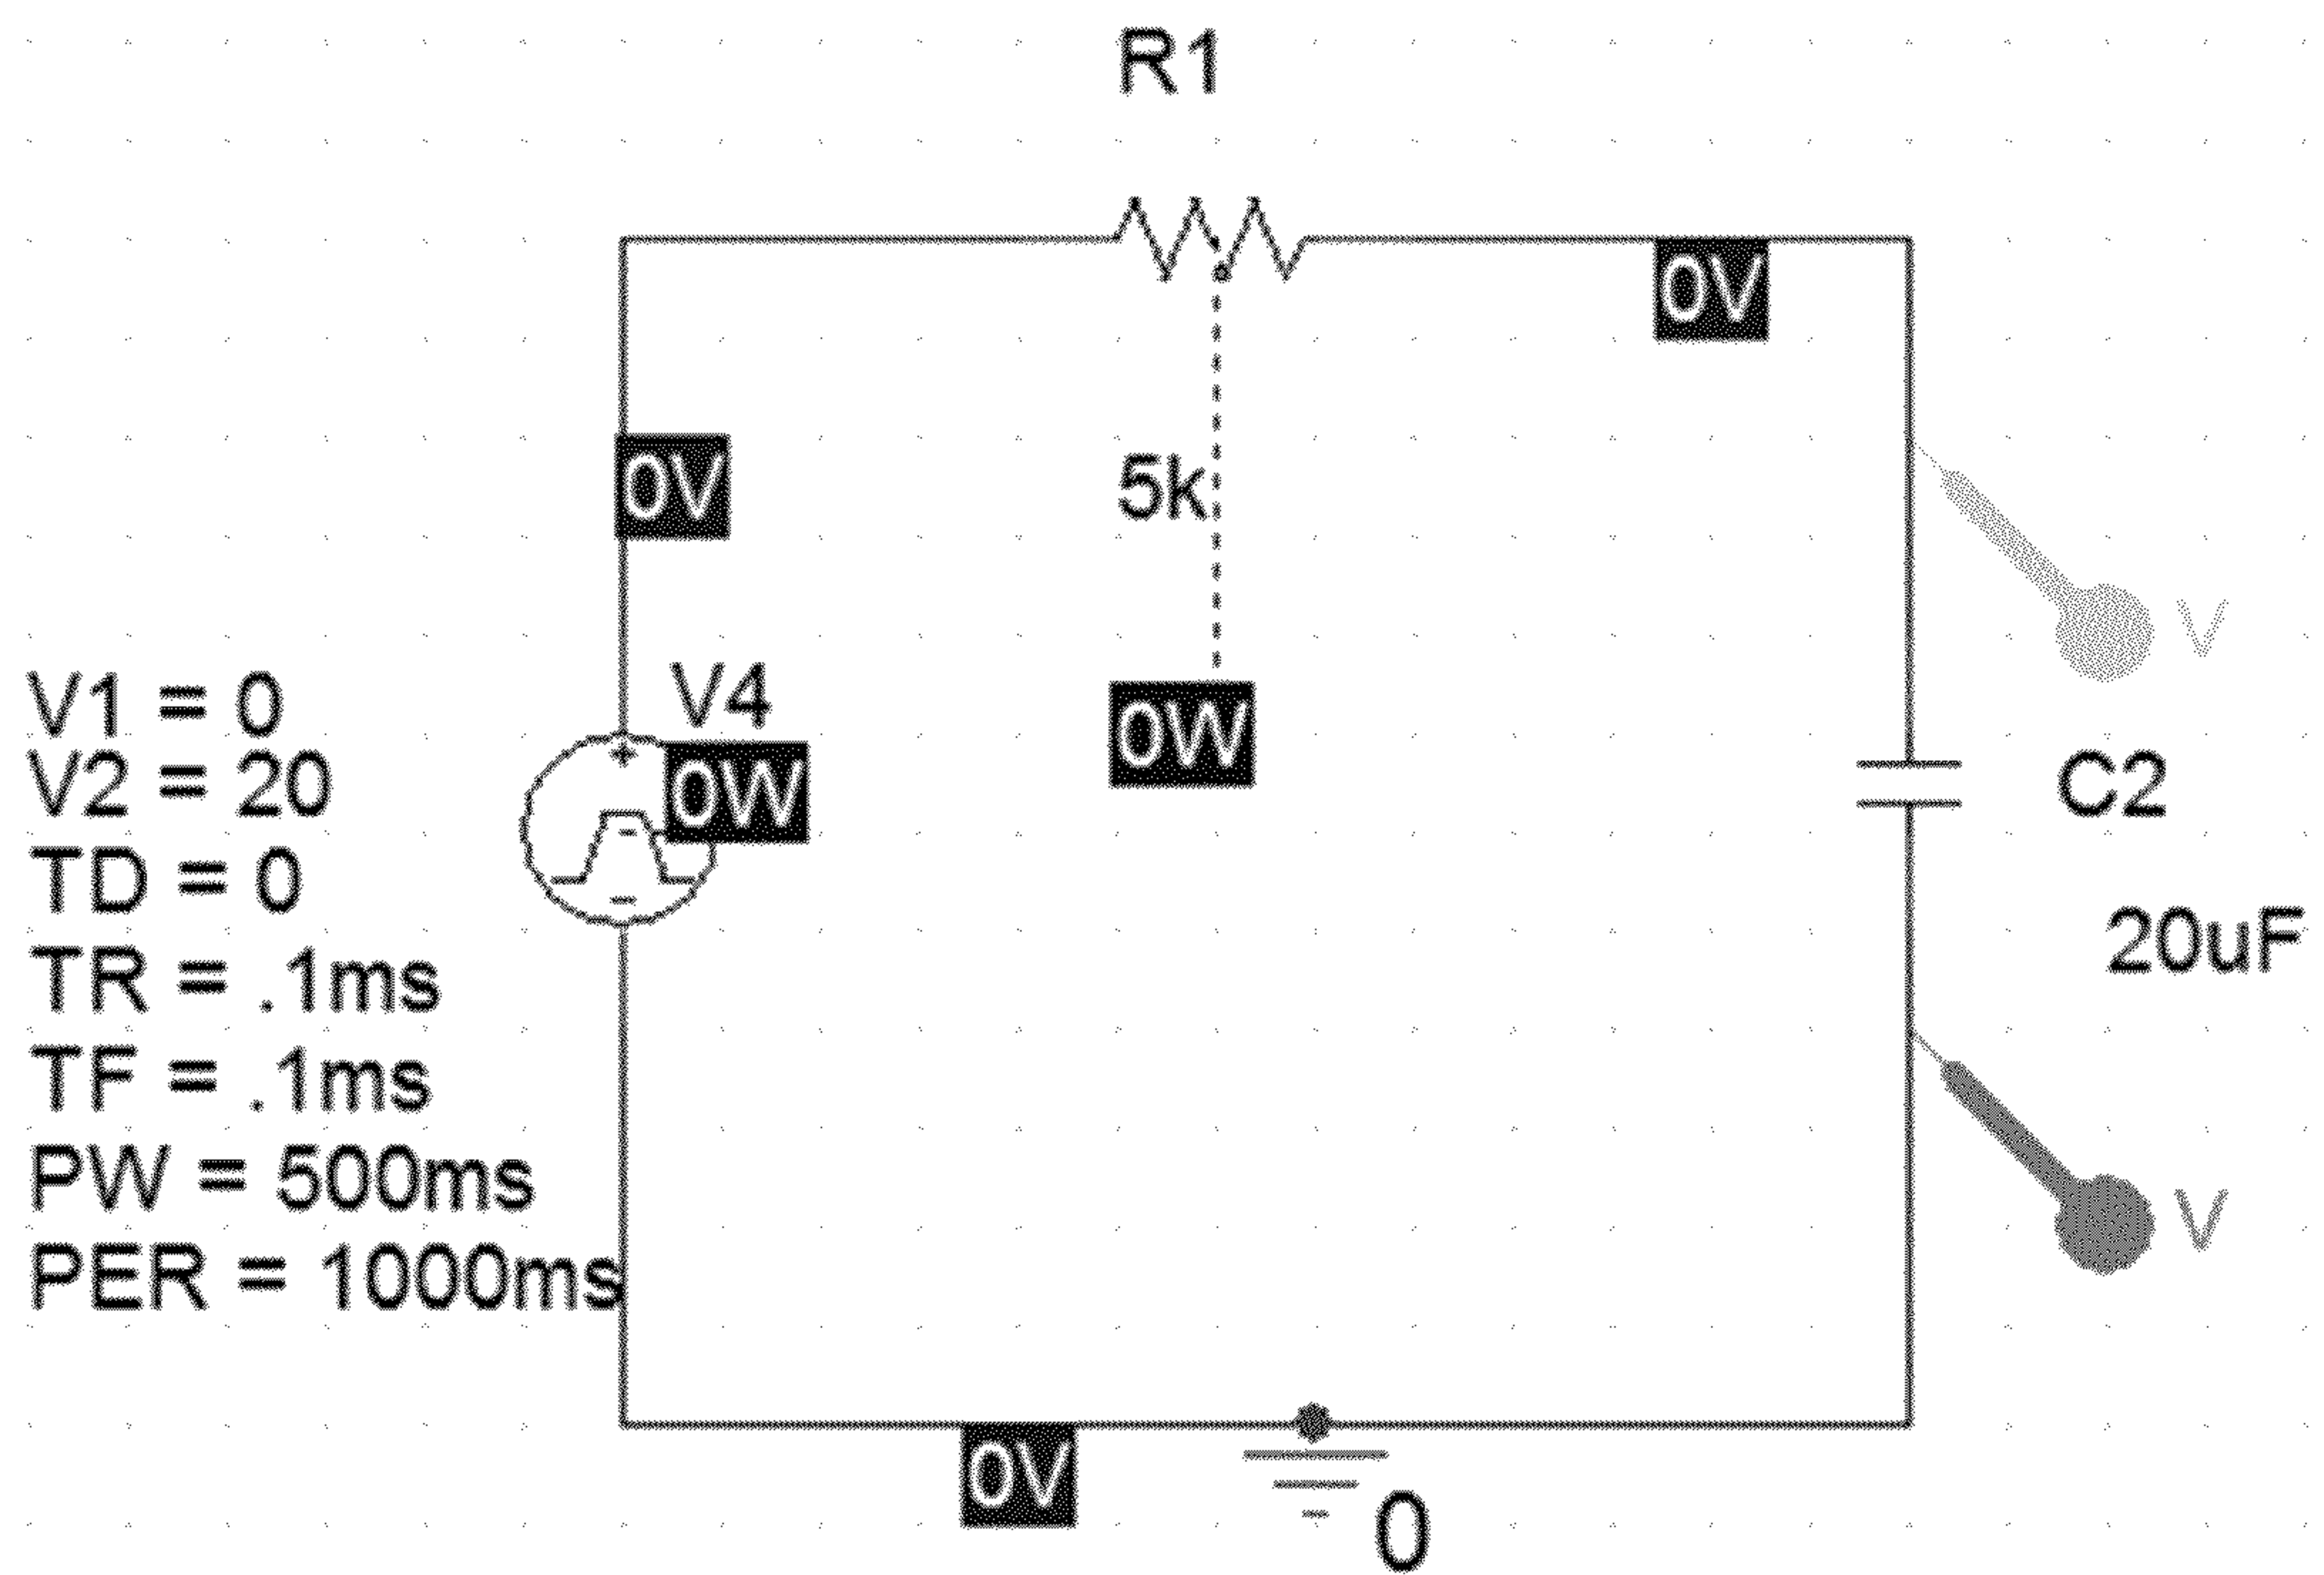 R1
0V
0V
5k
V1 = 0
V2 = 20
TD = 0
TR = .1ms
TF = .1ms
PW = 500ms
PER = 1000ms
V4
0W
0W
V
C2
20uF
V
0V
0